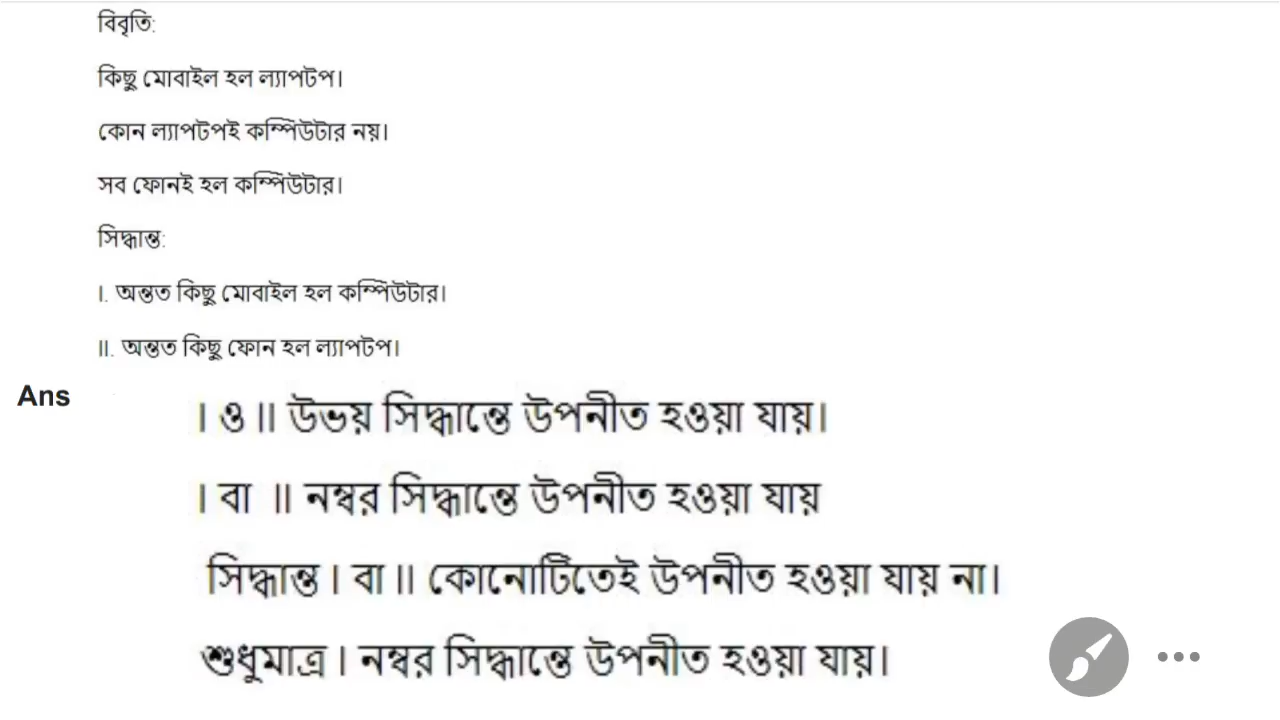 বিবৃতি:
কিছু মোবাইল হল ল্যাপটপ।
কোন ল্যাপটপই কম্পিউটার নয়।
সব ফোনই হল কম্পিউটার।
সিদ্ধান্ত:
I. অন্তত কিছু মোবাইল হল কম্পিউটার।
II. অন্তত কিছু ফোন হল ল্যাপটপ।
Ans
I ও II উভয় সিদ্ধান্তে উপনীত হওয়া যায়।
I বা II নম্বর সিদ্ধান্তে উপনীত হওয়া যায়
সিদ্ধান্ত I বা II কোনোটিতেই উপনীত হওয়া যায় না।
শুধুমাত্র I নম্বর সিদ্ধান্তে উপনীত হওয়া যায়।